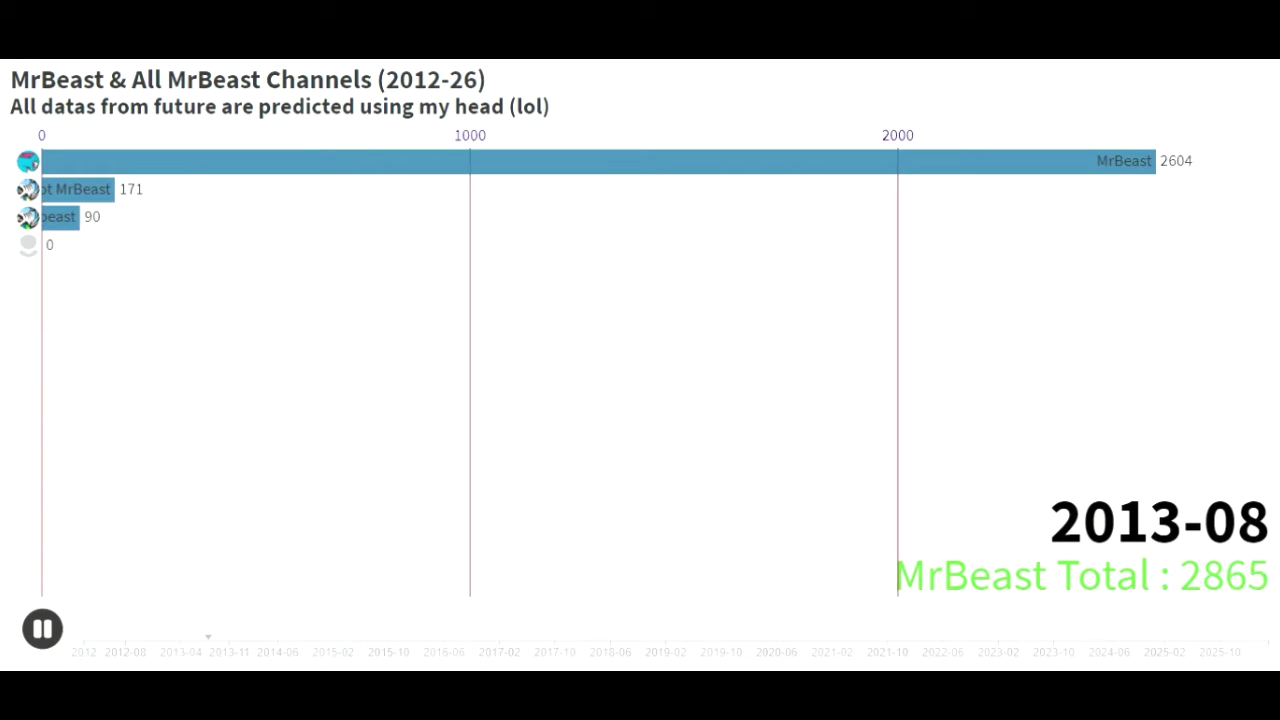 MrBeast & All MrBeast Channels (2012-26)
All datas from future are predicted using my head (lol)
0 1000 2000
MrBeast 2604
ot MrBeast 171
beast 90
0
2013-08
MrBeast Total : 2865
2012 2012-08 2013-04 2013-11 2014-06 2015-02 2015-10 2016-06 2017-02 2017-10 2018-06 2019-02 2019-10 2020-06 2021-02 2021-10 2022-06 2023-02 2023-10 2024-06 2025-02 2025-10